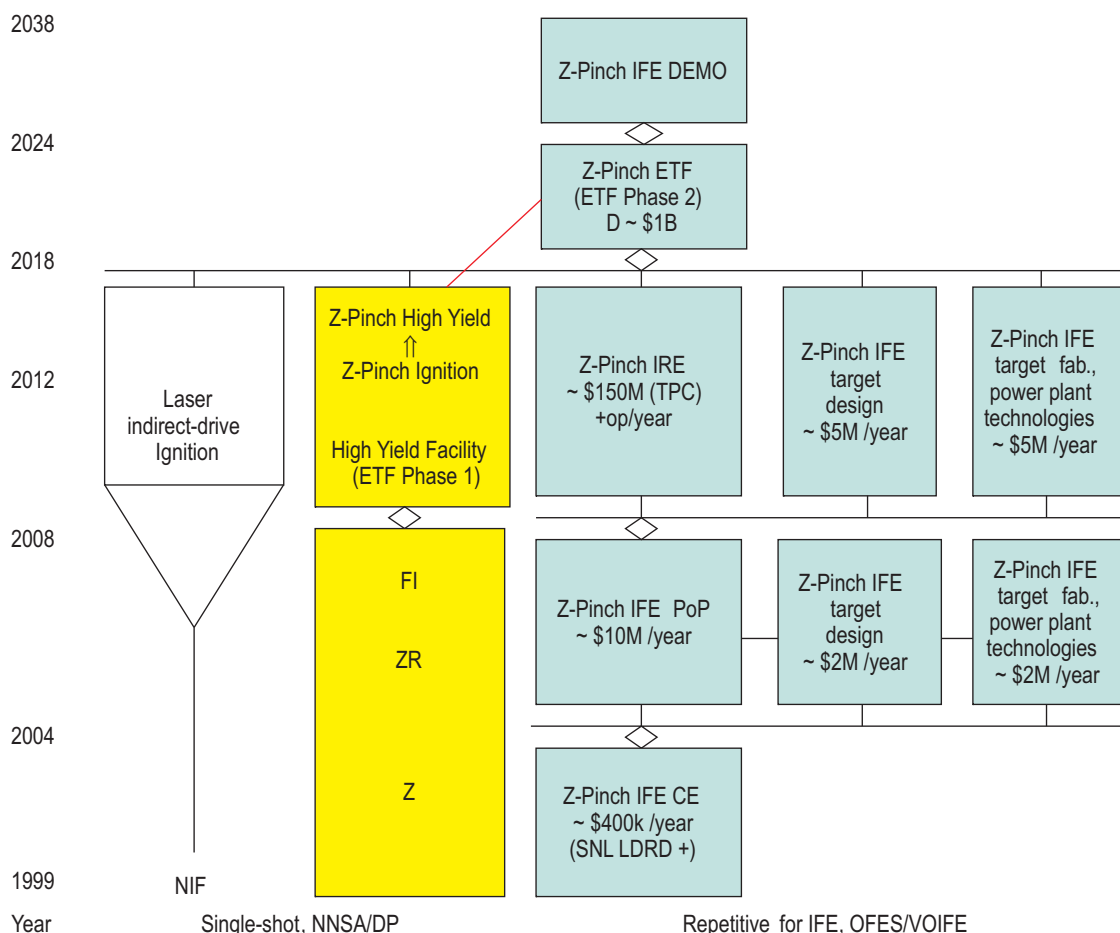 2038
Z-Pinch IFE DEMO
2024
Z-Pinch ETF
(ETF Phase 2)
D ~ $1B
2018
Z-Pinch High Yield
⇑
Z-Pinch Ignition
High Yield Facility
(ETF Phase 1)
Z-Pinch IRE
~ $150M (TPC)
+op/year
Z-Pinch IFE
target
design
~ $5M /year
Z-Pinch IFE
target fab.,
power plant
technologies
~ $5M /year
2012
Laser
indirect-drive
Ignition
2008
FI
ZR
Z
Z-Pinch IFE PoP
~ $10M /year
Z-Pinch IFE
target
design
~ $2M /year
Z-Pinch IFE
target fab.,
power plant
technologies
~ $2M /year
2004
Z-Pinch IFE CE
~ $400k /year
(SNL LDRD +)
1999
NIF
Year
Single-shot, NNSA/DP
Repetitive for IFE, OFES/VOIFE